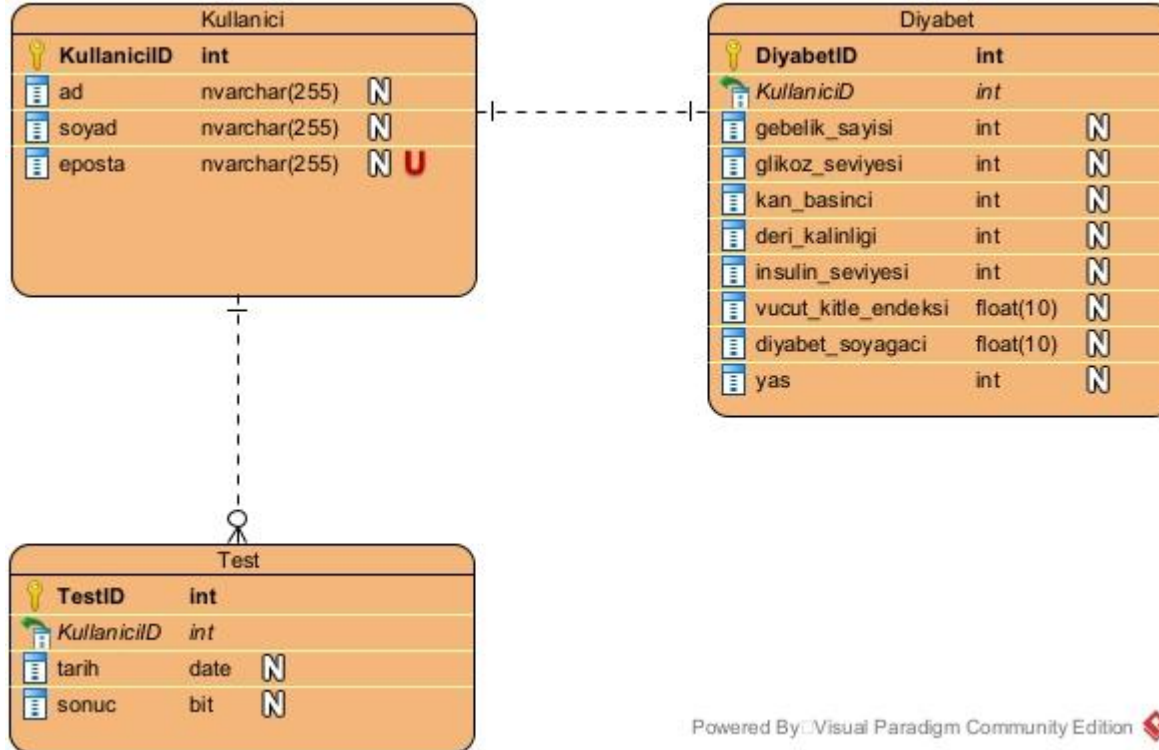 Kullanici
KullaniciID int
ad nvarchar(255) N
soyad nvarchar(255) N
eposta nvarchar(255) N U
Diyabet
DiyabetID int
KullaniciD int
gebelik_sayisi int N
glikoz_seviyesi int N
kan_basinci int N
deri_kalinligi int N
insulin_seviyesi int N
vucut_kitle_endeksi float(10) N
diyabet_soyagaci float(10) N
yas int N
Test
TestID int
KullaniciID int
tarih date N
sonuc bit N
Powered By Visual Paradigm Community Edition